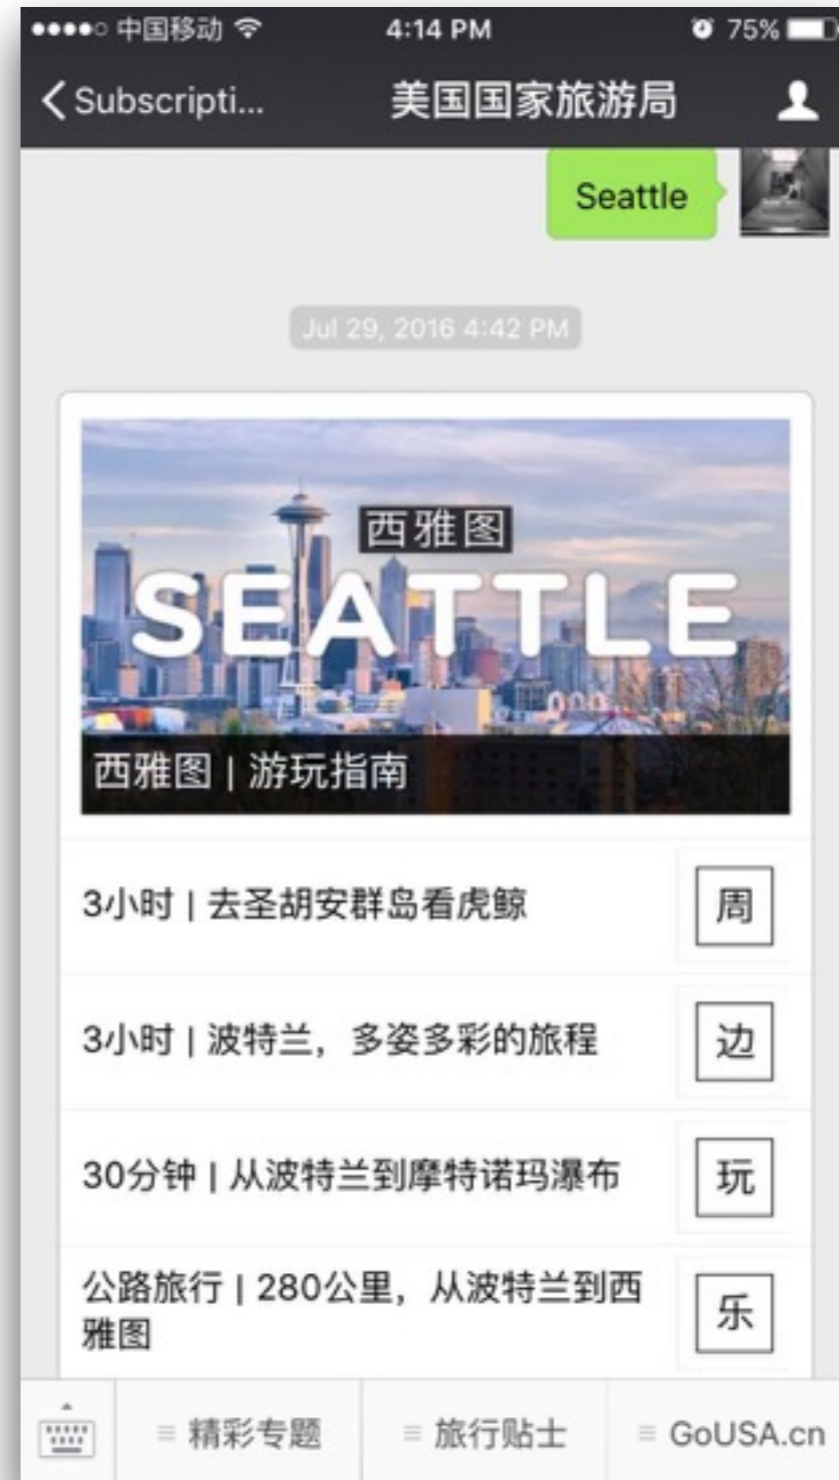 中国移动 4:14 PM 75%
Subscripti... 美国国家旅游局
Seattle
Jul 29, 2016 4:42 PM
西雅图
SEATTLE
西雅图 | 游玩指南
3小时 | 去圣胡安群岛看虎鲸 周
3小时 | 波特兰，多姿多彩的旅程 边
30分钟 | 从波特兰到摩特诺玛瀑布 玩
公路旅行 | 280公里，从波特兰到西
雅图 乐
精彩专题 旅行贴士 GoUSA.cn